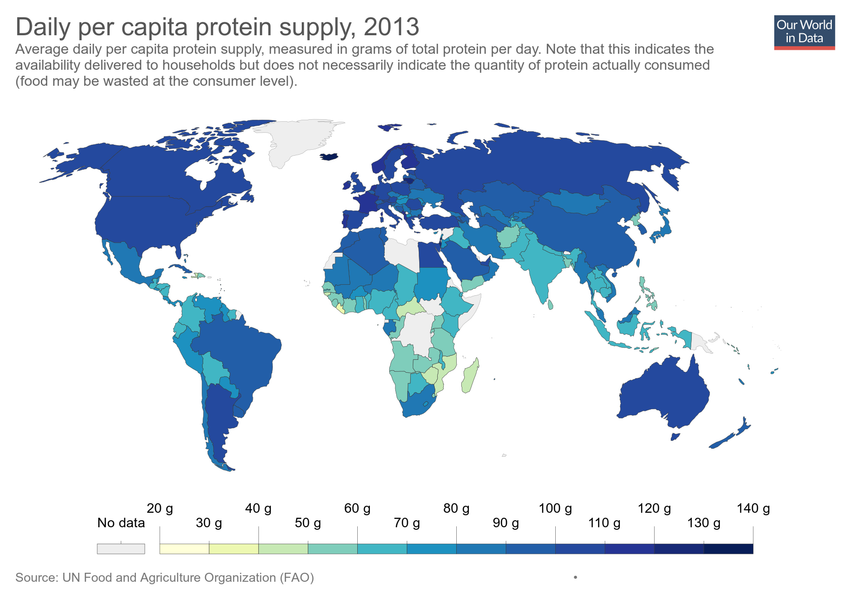 Daily per capita protein supply, 2013
Our World
in Data
Average daily per capita protein supply, measured in grams of total protein per day. Note that this indicates the
availability delivered to households but does not necessarily indicate the quantity of protein actually consumed
(food may be wasted at the consumer level).
20 g 40 g 60 g 80 g 100 g 120 g 140 g
No data 30 g 50 g 70 g 90 g 110 g 130 g
Source: UN Food and Agriculture Organization (FAO) •